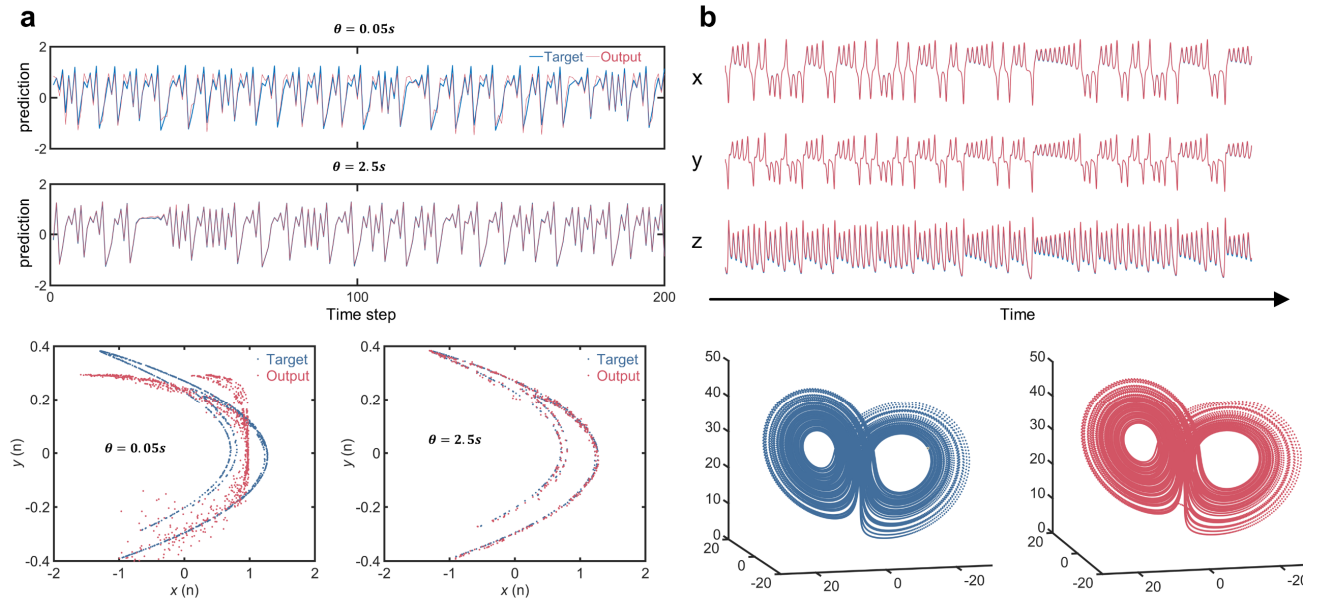 a
θ = 0.05s
2
0
-2
prediction
Target
Output
θ = 2.5s
2
0
-2
prediction
0
100
200
Time step
0.4
0.2
0
-0.2
-0.4
y (n)
Target
Output
θ = 0.05s
-2
-1
0
1
2
x (n)
0.4
0.2
0
-0.2
-0.4
y (n)
Target
Output
θ = 2.5s
-2
-1
0
1
2
x (n)
b
x
y
z
Time
50
40
30
20
10
0
20
0
-20
20
0
-20
50
40
30
20
10
0
20
0
-20
20
0
-20